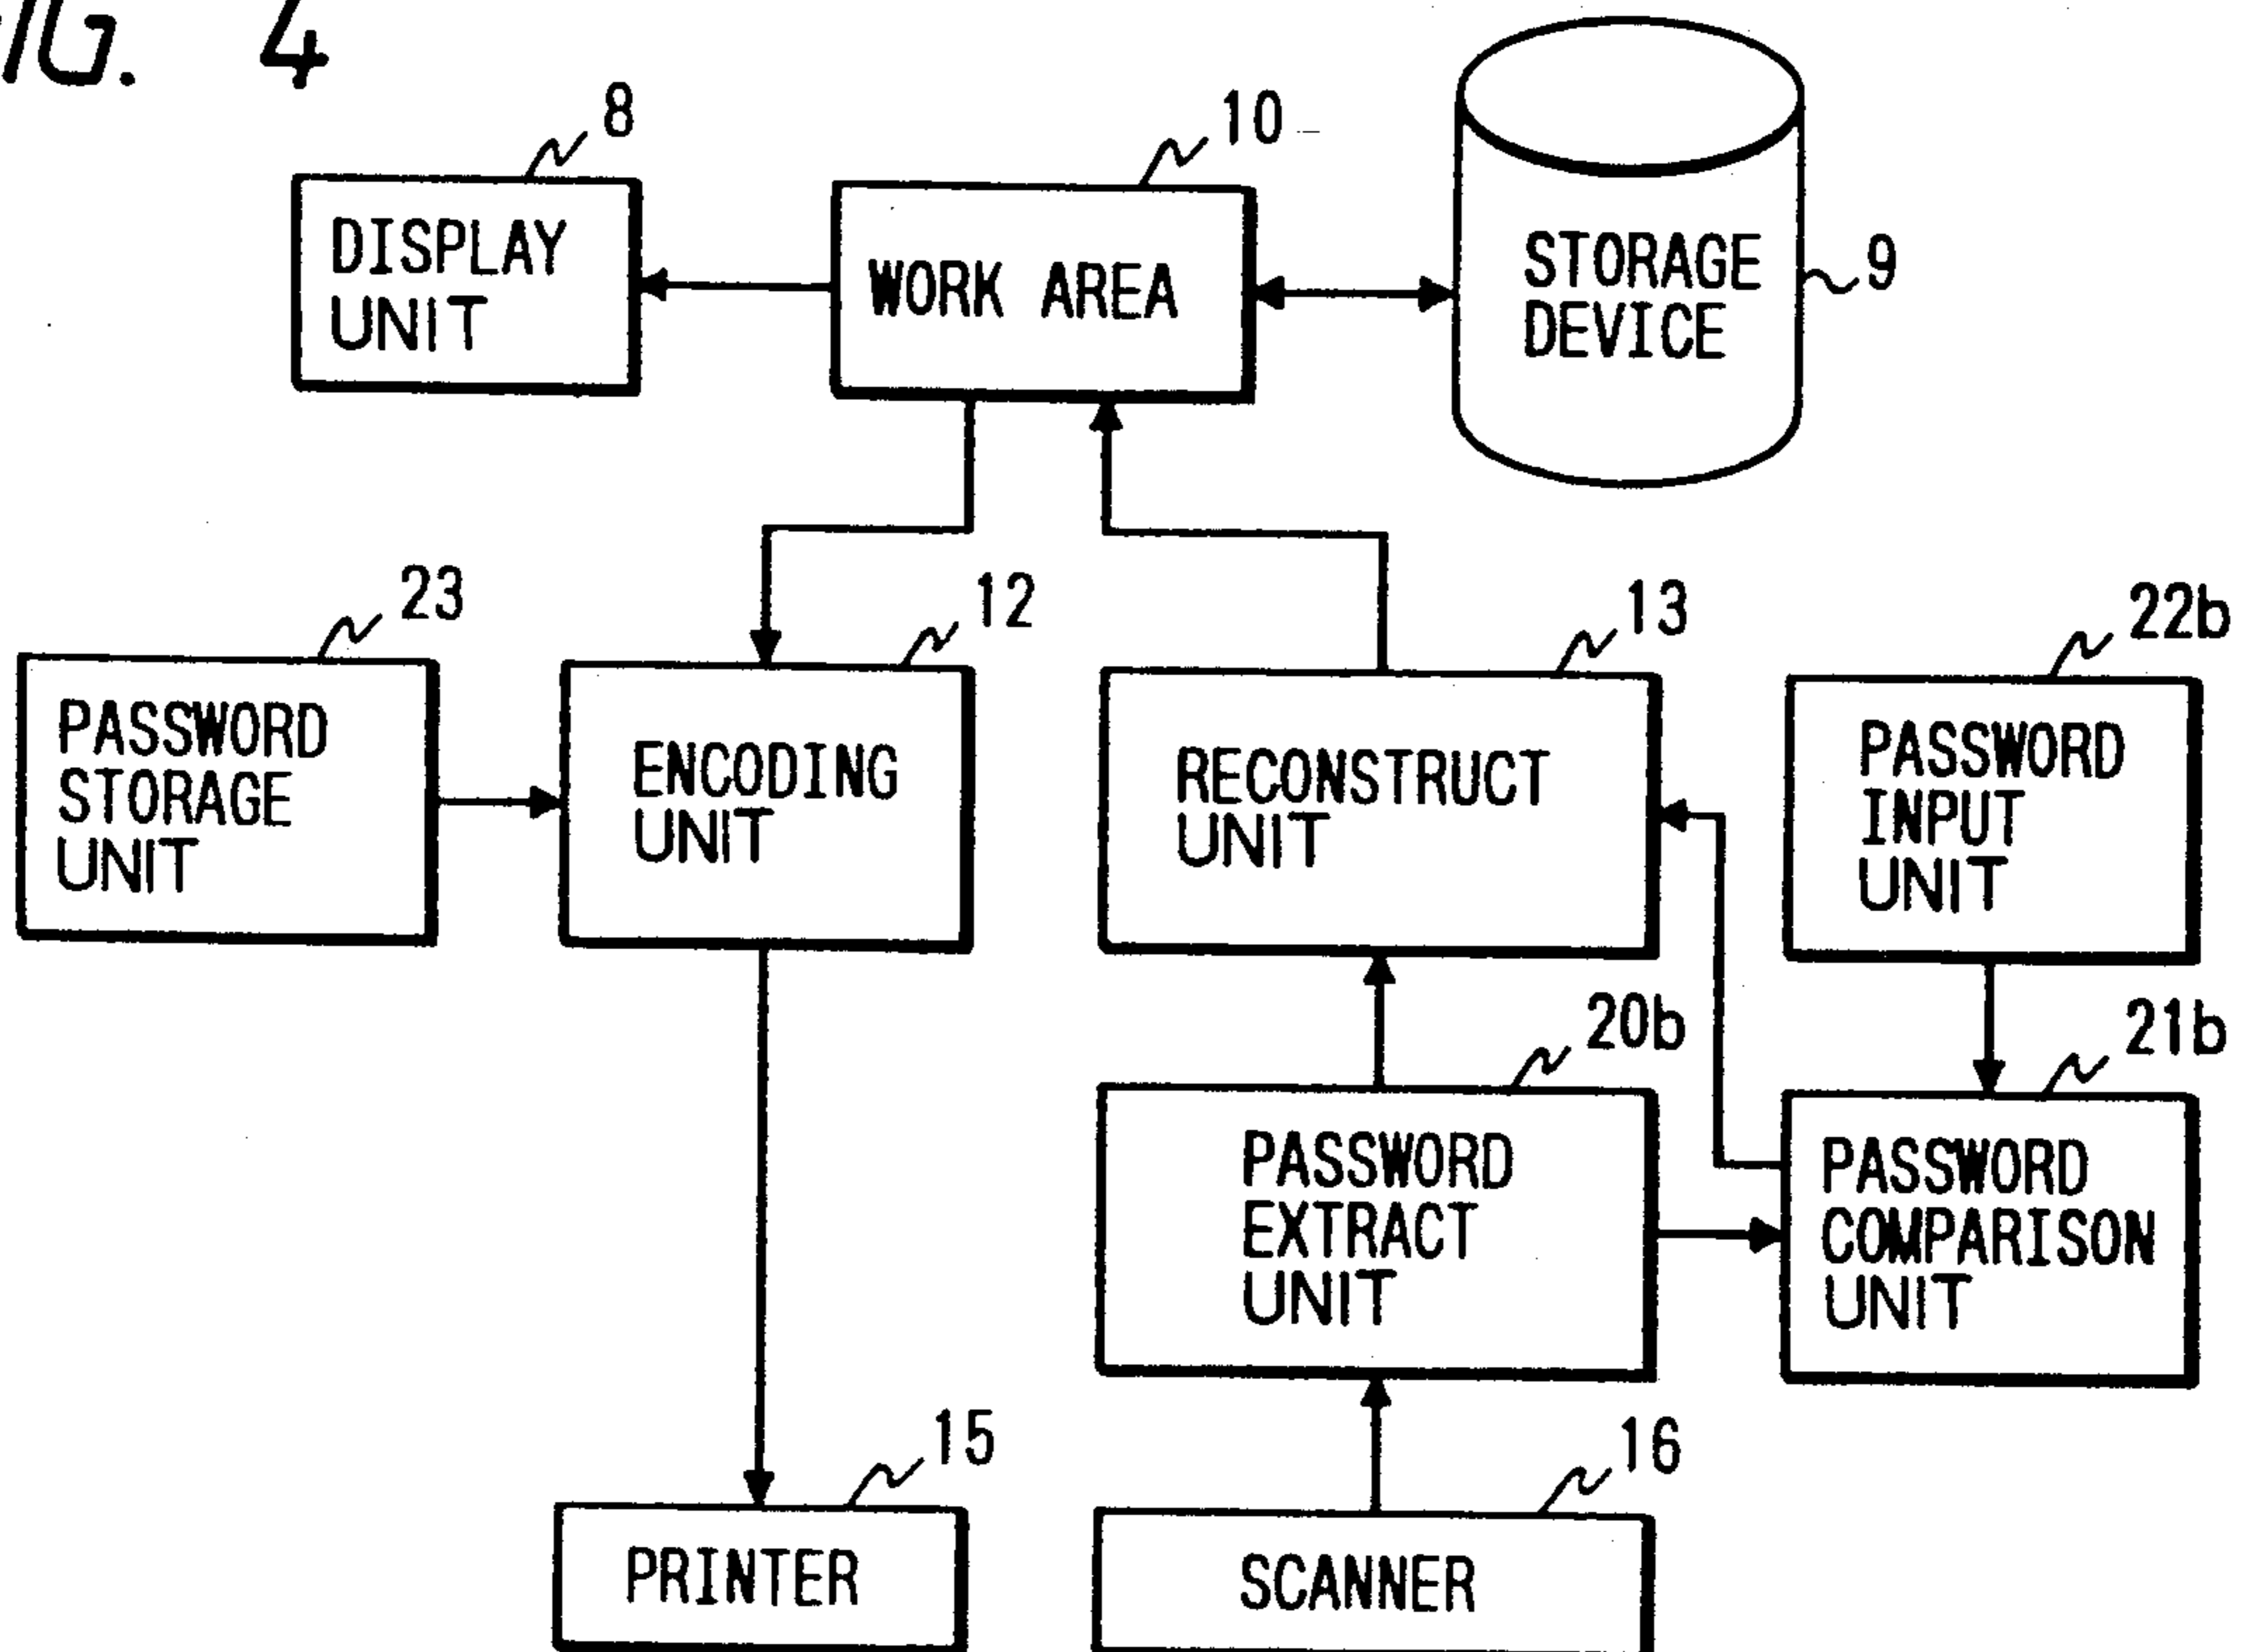 FIG. 4
8
10
DISPLAY
UNIT
WORK AREA
STORAGE
DEVICE
9
23
12
13
22b
PASSWORD
STORAGE
UNIT
ENCODING
UNIT
RECONSTRUCT
UNIT
PASSWORD
INPUT
UNIT
20b
21b
PASSWORD
EXTRACT
UNIT
PASSWORD
COMPARISON
UNIT
15
16
PRINTER
SCANNER